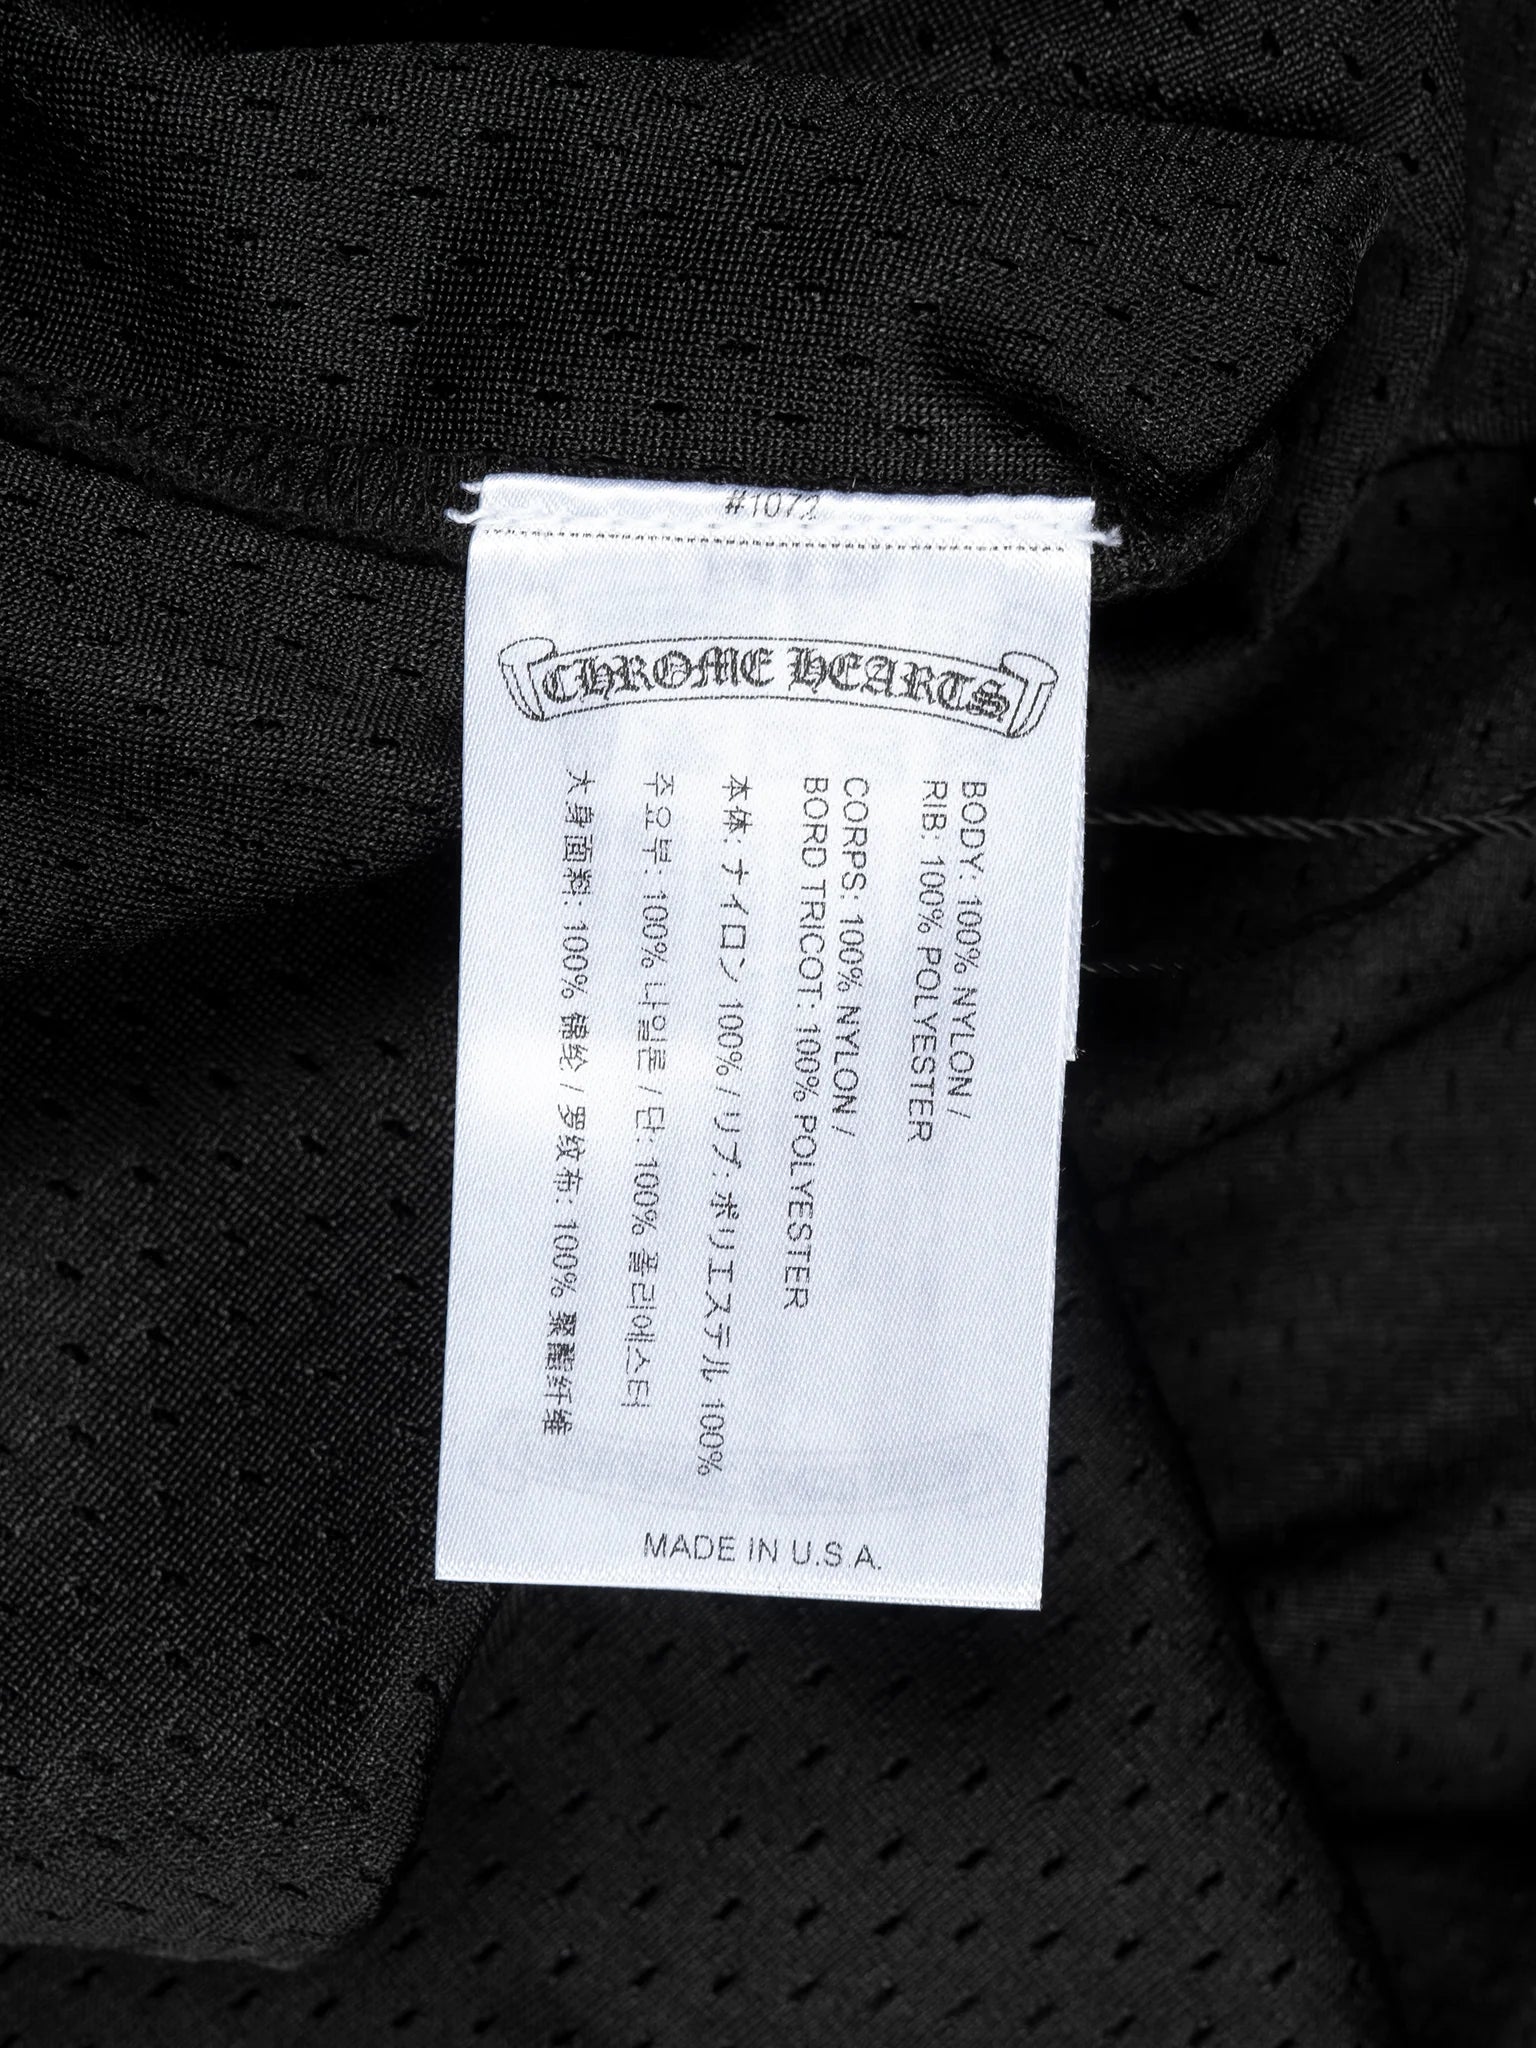 #1072
CHROME HEARTS
BODY: 100% NYLON /
RIB: 100% POLYESTER
CORPS: 100% NYLON /
BORD TRICOT: 100% POLYESTER
本体: ナイロン 100% / リブ: ポリエステル 100%
주요부: 100% 나일론 / 단: 100% 폴리에스터
大身面料: 100% 锦纶 / 罗纹布: 100% 聚酯纤维
MADE IN U.S.A.